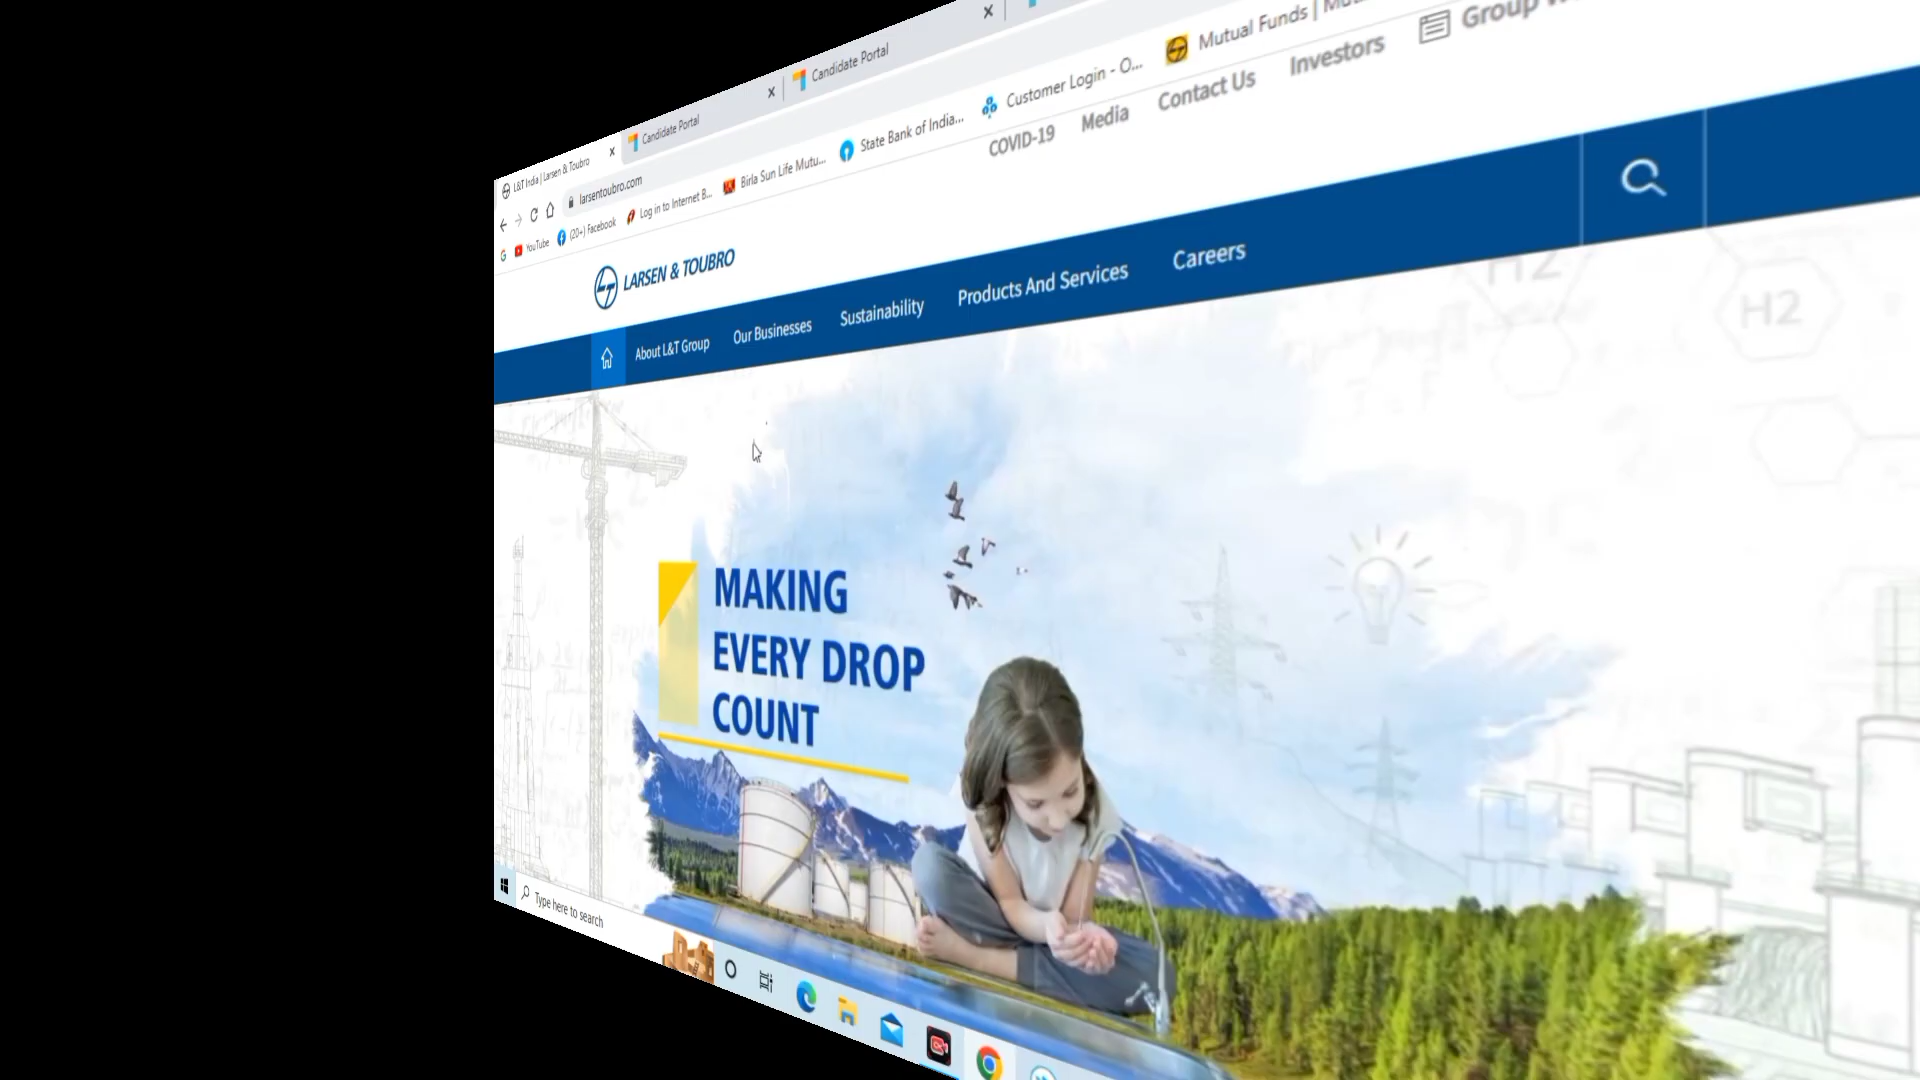 L&T India | Larsen & Toubro
Candidate Portal
Candidate Portal
larsentoubro.com
YouTube
(20+) Facebook
Log in to Internet B...
Birla Sun Life Mutu...
State Bank of India...
Customer Login - O...
Mutual Funds |
COVID-19
Media
Contact Us
Investors
Group
LARSEN & TOUBRO
About L&T Group
Our Businesses
Sustainability
Products And Services
Careers
H2
H2
MAKING
EVERY DROP
COUNT
Type here to search